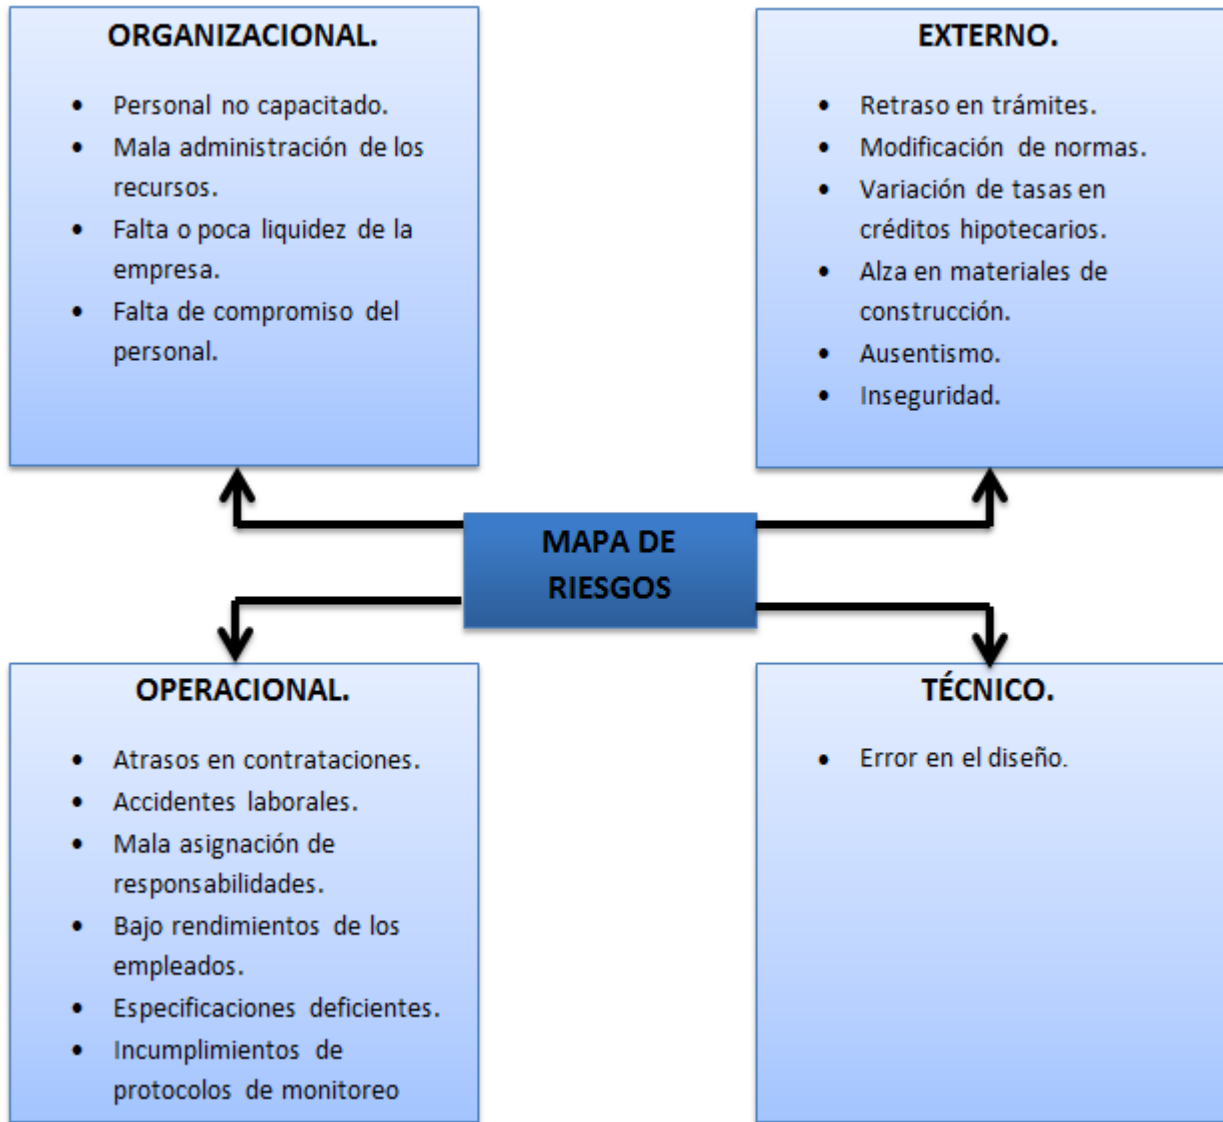 ORGANIZACIONAL.
• Personal no capacitado.
• Mala administración de los
recursos.
• Falta o poca liquidez de la
empresa.
• Falta de compromiso del
personal.
EXTERNO.
• Retraso en trámites.
• Modificación de normas.
• Variación de tasas en
créditos hipotecarios.
• Alza en materiales de
construcción.
• Ausentismo.
• Inseguridad.
MAPA DE
RIESGOS
OPERACIONAL.
• Atrasos en contrataciones.
• Accidentes laborales.
• Mala asignación de
responsabilidades.
• Bajo rendimientos de los
empleados.
• Especificaciones deficientes.
• Incumplimientos de
protocolos de monitoreo
TÉCNICO.
• Error en el diseño.